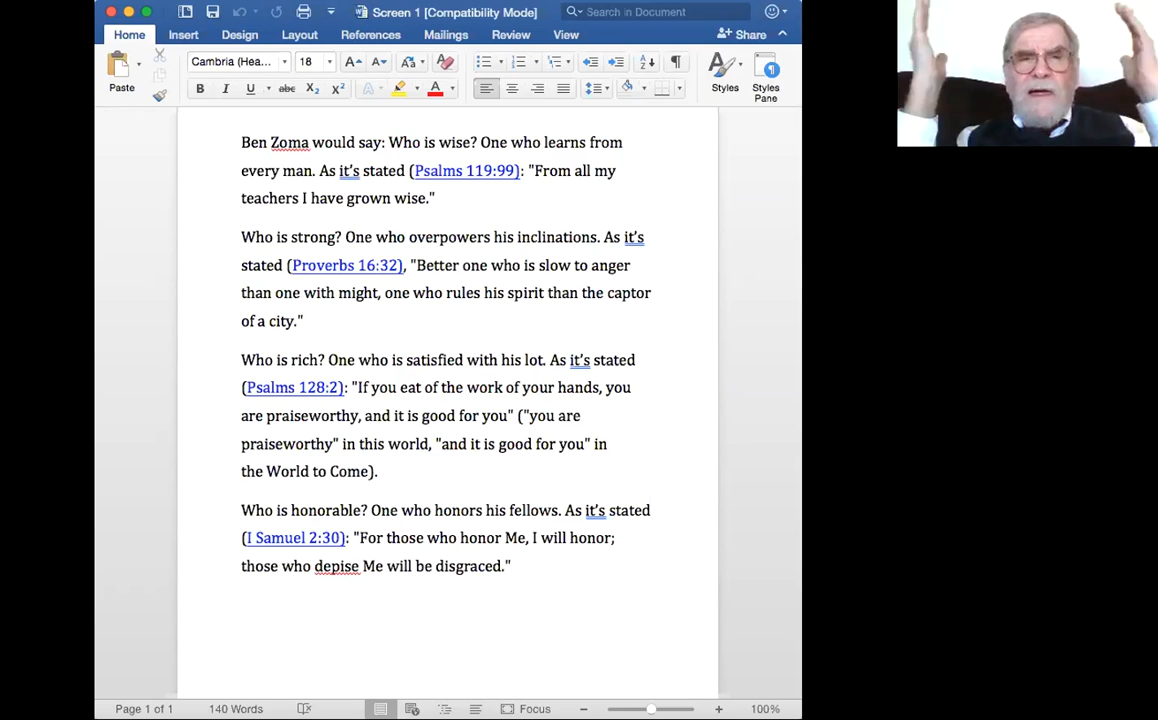 Screen 1 [Compatibility Mode]
Search in Document
Home Insert Design Layout References Mailings Review View Share
Cambria (Hea... 18
Paste
Styles
Styles Pane
Ben Zoma would say: Who is wise? One who learns from
every man. As it’s stated (Psalms 119:99): "From all my
teachers I have grown wise."
Who is strong? One who overpowers his inclinations. As it’s
stated (Proverbs 16:32), "Better one who is slow to anger
than one with might, one who rules his spirit than the captor
of a city."
Who is rich? One who is satisfied with his lot. As it’s stated
(Psalms 128:2): "If you eat of the work of your hands, you
are praiseworthy, and it is good for you" ("you are
praiseworthy" in this world, "and it is good for you" in
the World to Come).
Who is honorable? One who honors his fellows. As it’s stated
(I Samuel 2:30): "For those who honor Me, I will honor;
those who depise Me will be disgraced."
Page 1 of 1 140 Words Focus 100%